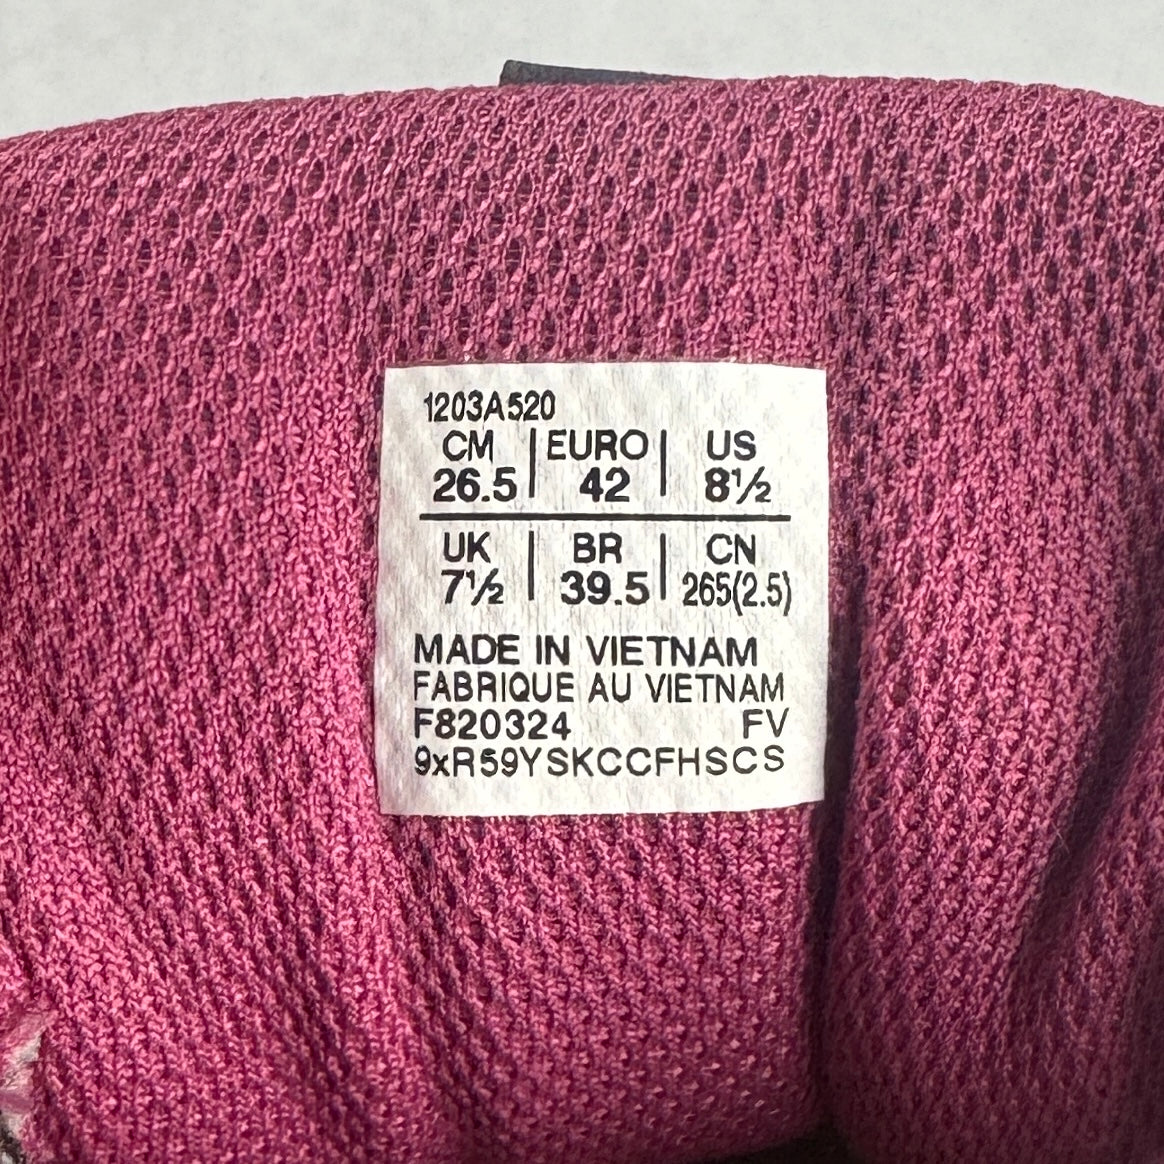 1203A520
CM | EURO | US
26.5 | 42 | 8½
UK | BR | CN
7½ | 39.5 | 265(2.5)
MADE IN VIETNAM
FABRIQUE AU VIETNAM
F820324 FV
9xR59YSKCCFHSCS